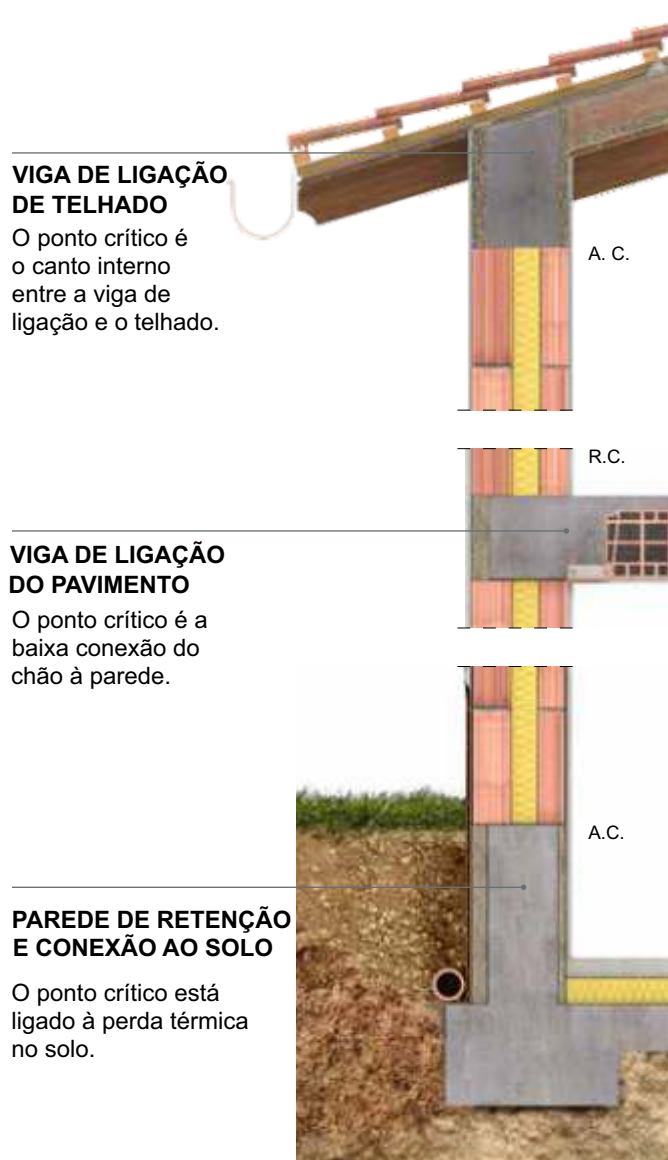 VIGA DE LIGAÇÃO
DE TELHADO
O ponto crítico é
o canto interno
entre a viga de
ligação e o telhado.
A. C.
R.C.
VIGA DE LIGAÇÃO
DO PAVIMENTO
O ponto crítico é a
baixa conexão do
chão à parede.
A.C.
PAREDE DE RETENÇÃO
E CONEXÃO AO SOLO
O ponto crítico está
ligado à perda térmica
no solo.